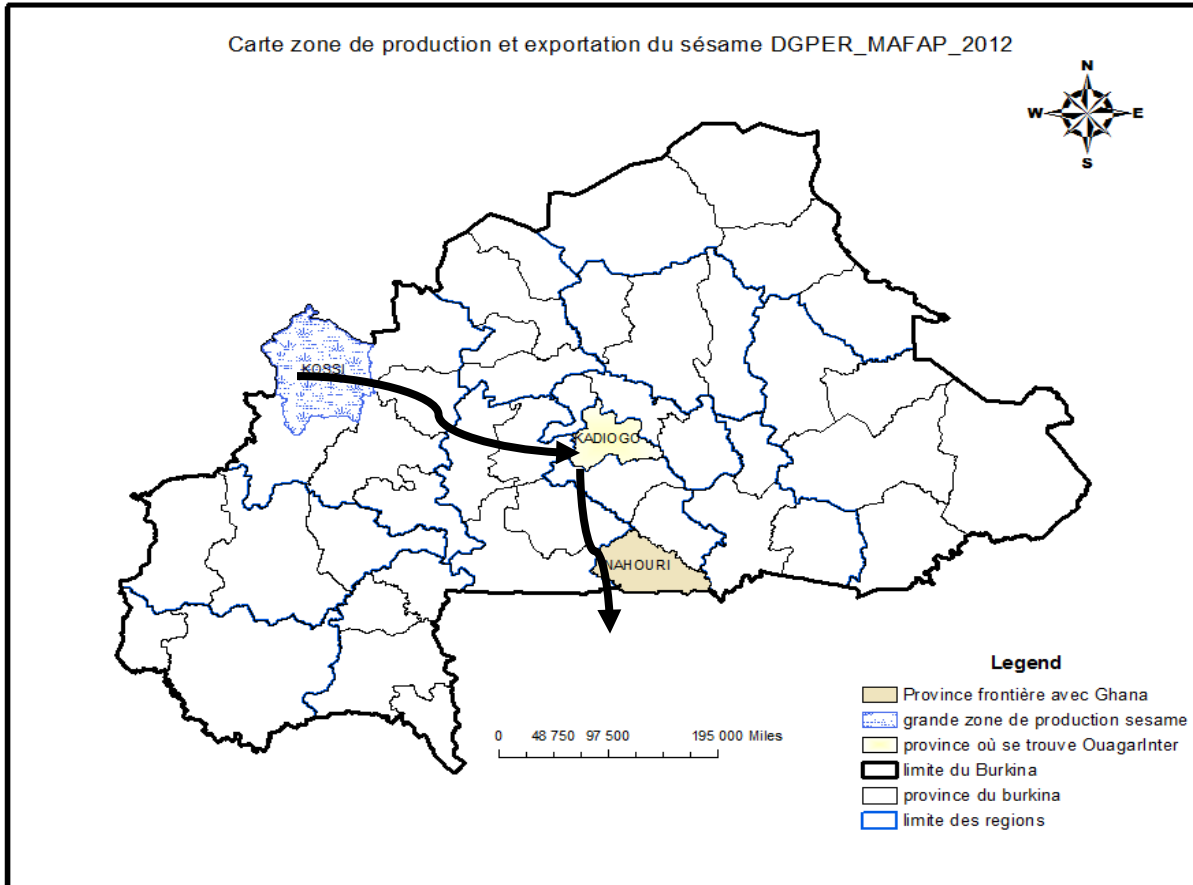 Carte zone de production et exportation du sésame DGPER_MAFAP_2012
N
W E
S
KOSSI
KADIOGO
NAHOURI
0 48 750 97 500 195 000 Miles
Legend
Province frontière avec Ghana
grande zone de production sesame
province où se trouve OuagarInter
limite du Burkina
province du burkina
limite des regions